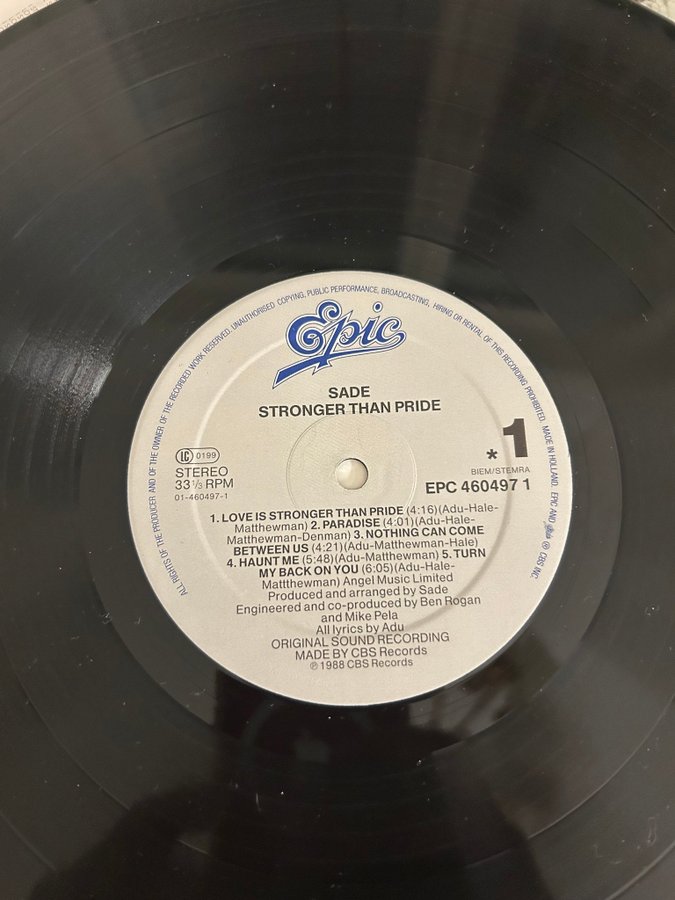 ALL RIGHTS OF THE PRODUCER AND OF THE OWNER OF THE RECORDED WORK RESERVED. UNAUTHORISED COPYING, PUBLIC PERFORMANCE, BROADCASTING, HIRING OR RENTAL OF THIS RECORDING PROHIBITED. MADE IN HOLLAND. EPIC AND Epic ® CBS INC.
Epic
SADE
STRONGER THAN PRIDE
LC 0199
STEREO
33 1/3 RPM
01-460497-1
* 1
BIEM/STEMRA
EPC 460497 1
1. LOVE IS STRONGER THAN PRIDE (4:16)(Adu-Hale-
Matthewman) 2. PARADISE (4:01)(Adu-Hale-
Matthewman-Denman) 3. NOTHING CAN COME
BETWEEN US (4:21)(Adu-Matthewman-Hale)
4. HAUNT ME (5:48)(Adu-Matthewman) 5. TURN
MY BACK ON YOU (6:05)(Adu-Hale-
Mattthewman) Angel Music Limited
Produced and arranged by Sade
Engineered and co-produced by Ben Rogan
and Mike Pela
All lyrics by Adu
ORIGINAL SOUND RECORDING
MADE BY CBS Records
℗ 1988 CBS Records